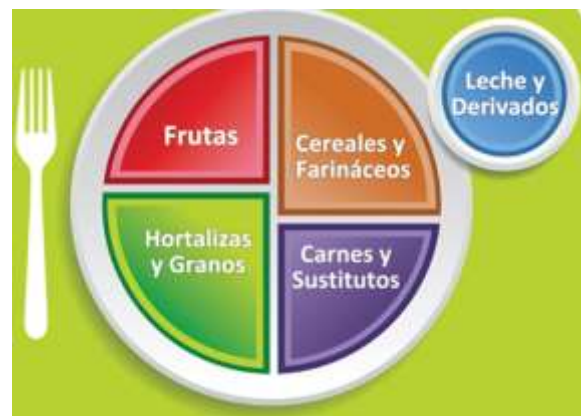 Frutas
Cereales y
Farináceos
Leche y
Derivados
Hortalizas
y Granos
Carnes y
Sustitutos